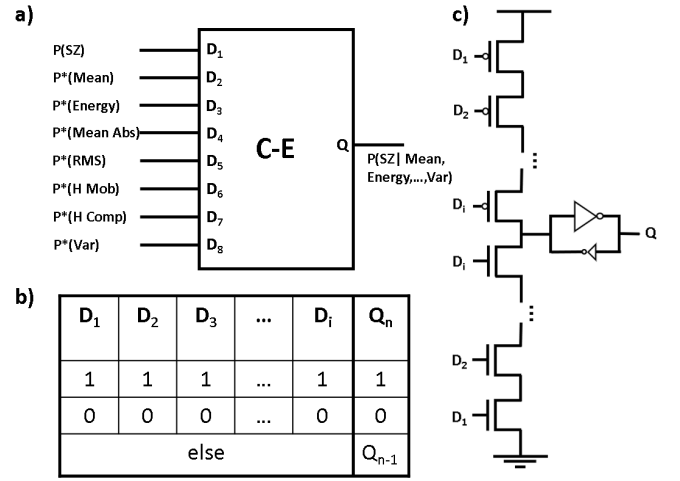 a)
P(SZ) D₁
P*(Mean) D₂
P*(Energy) D₃
P*(Mean Abs) D₄
P*(RMS) D₅
P*(H Mob) D₆
P*(H Comp) D₇
P*(Var) D₈
C-E
Q
P(SZ| Mean,
Energy,...,Var)
b)
D₁ D₂ D₃ ... Dᵢ Qₙ
1 1 1 ... 1 1
0 0 0 ... 0 0
else Qₙ₋₁
c)
D₁
D₂
...
Dᵢ
Q
Dᵢ
...
D₂
D₁